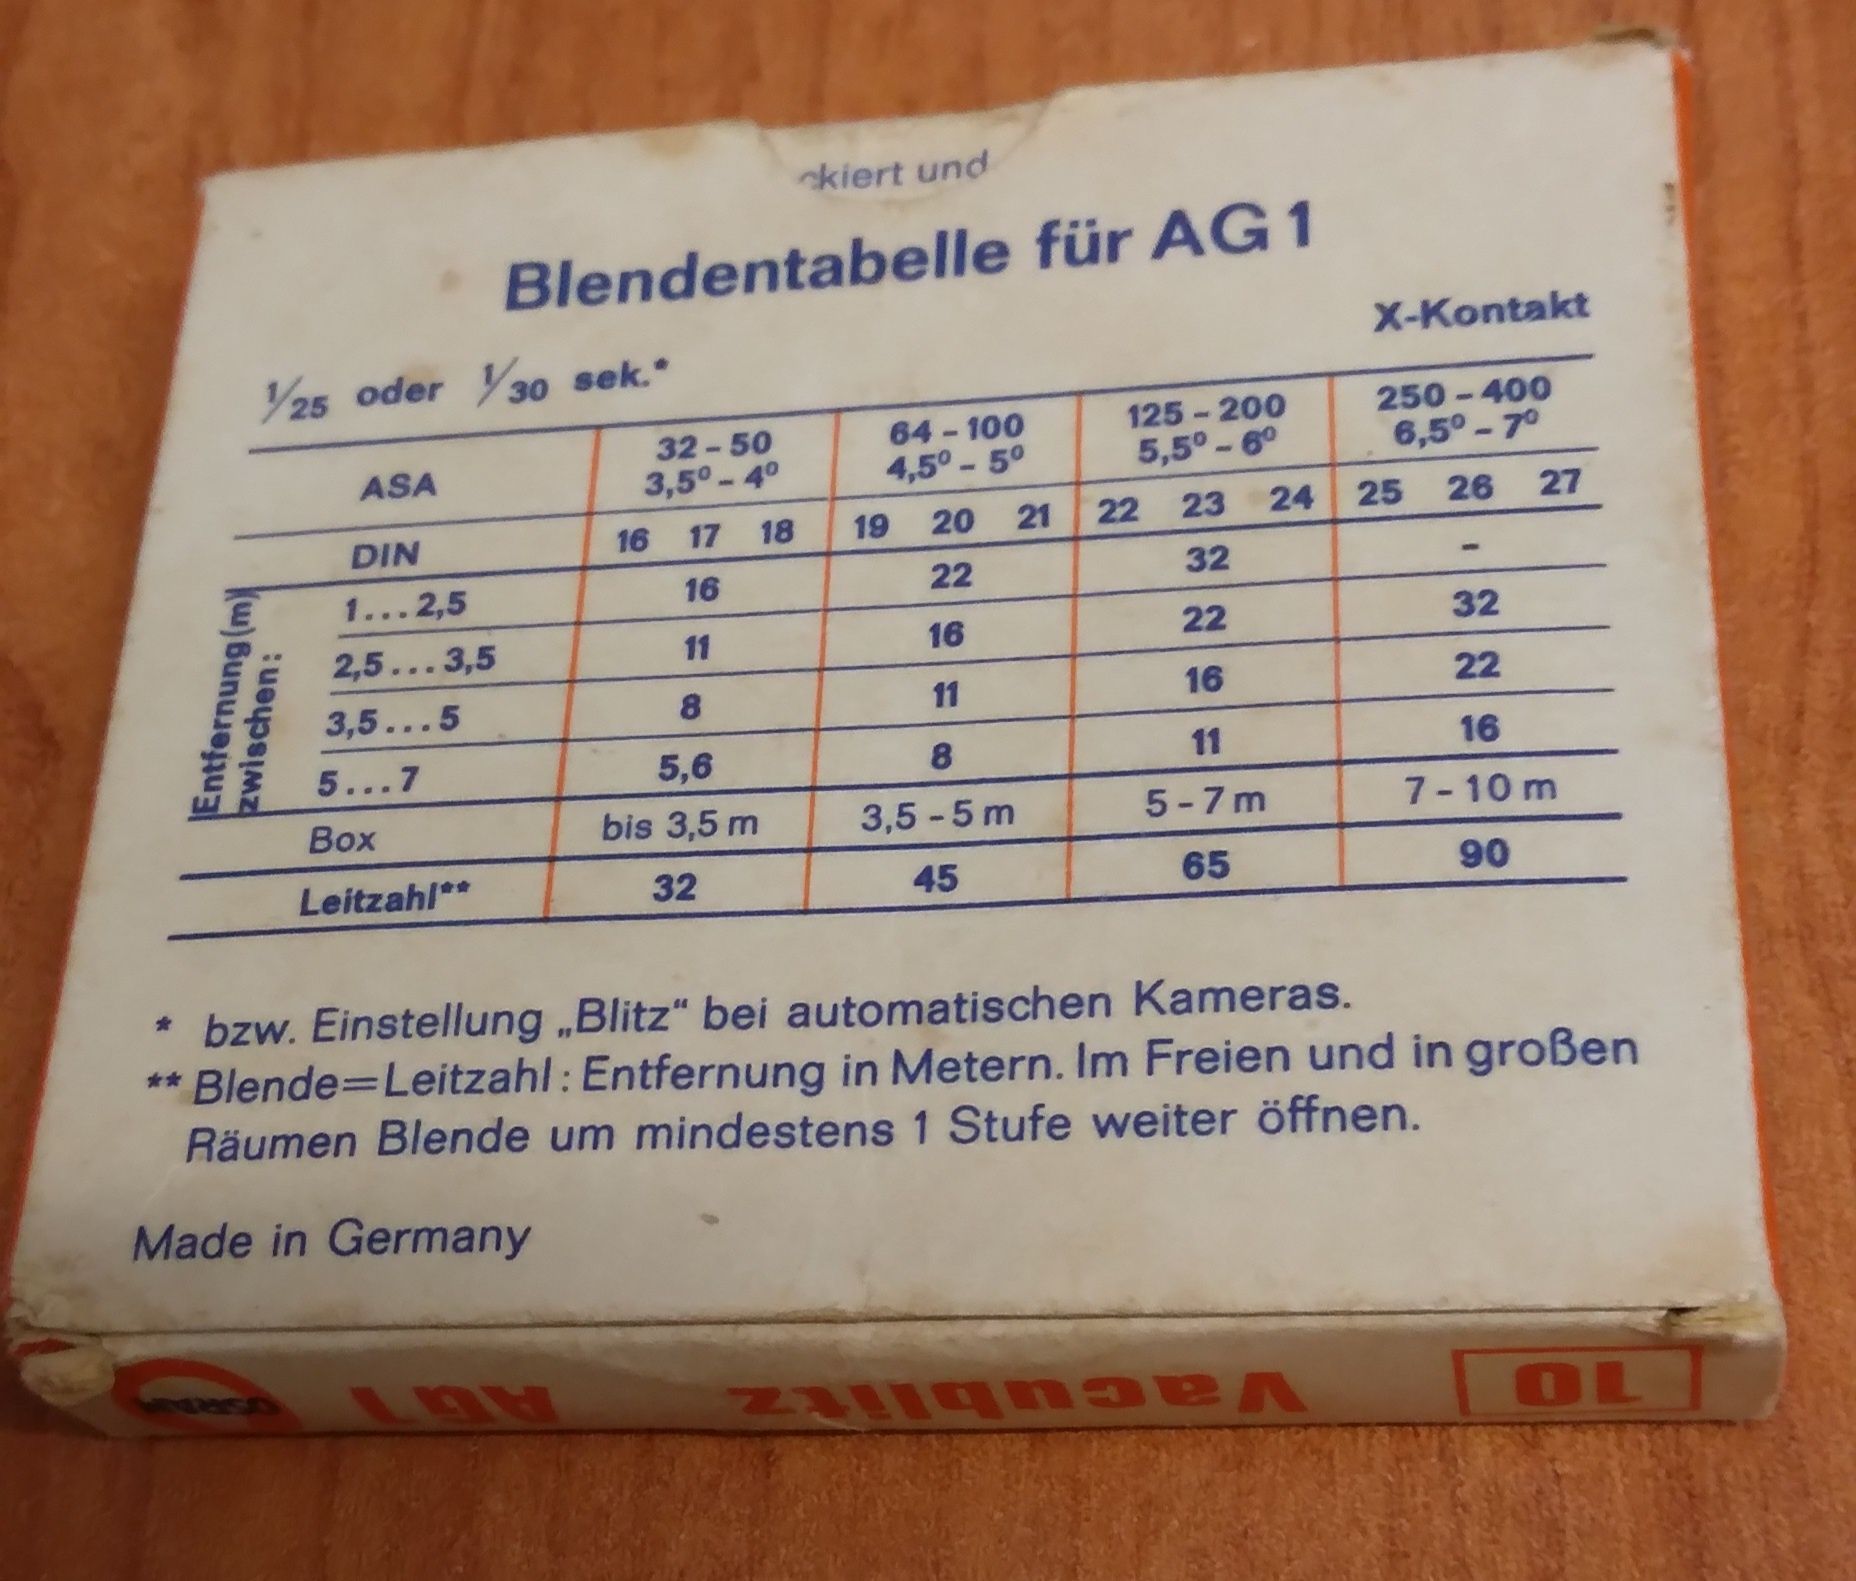 ckiert und
Blendentabelle für AG 1
X-Kontakt
1/25 oder 1/30 sek.*
ASA 32 - 50 64 - 100 125 - 200 250 - 400
3,5° - 4° 4,5° - 5° 5,5° - 6° 6,5° - 7°
DIN 16 17 18 19 20 21 22 23 24 25 26 27
Entfernung (m)
zwischen:
1...2,5 16 22 32 -
2,5...3,5 11 16 22 32
3,5...5 8 11 16 22
5...7 5,6 8 11 16
Box bis 3,5 m 3,5 - 5 m 5 - 7 m 7 - 10 m
Leitzahl** 32 45 65 90
* bzw. Einstellung „Blitz“ bei automatischen Kameras.
** Blende=Leitzahl : Entfernung in Metern. Im Freien und in großen
Räumen Blende um mindestens 1 Stufe weiter öffnen.
Made in Germany
10 Vacublitz AG 1 OSRAM